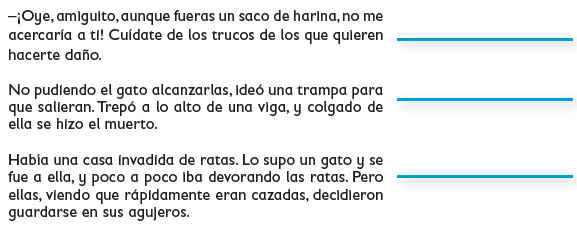 –¡Oye, amiguito, aunque fueras un saco de harina, no me
acercaría a ti! Cuídate de los trucos de los que quieren
hacerte daño.
No pudiendo el gato alcanzarlas, ideó una trampa para
que salieran. Trepó a lo alto de una viga, y colgado de
ella se hizo el muerto.
Había una casa invadida de ratas. Lo supo un gato y se
fue a ella, y poco a poco iba devorando las ratas. Pero
ellas, viendo que rápidamente eran cazadas, decidieron
guardarse en sus agujeros.